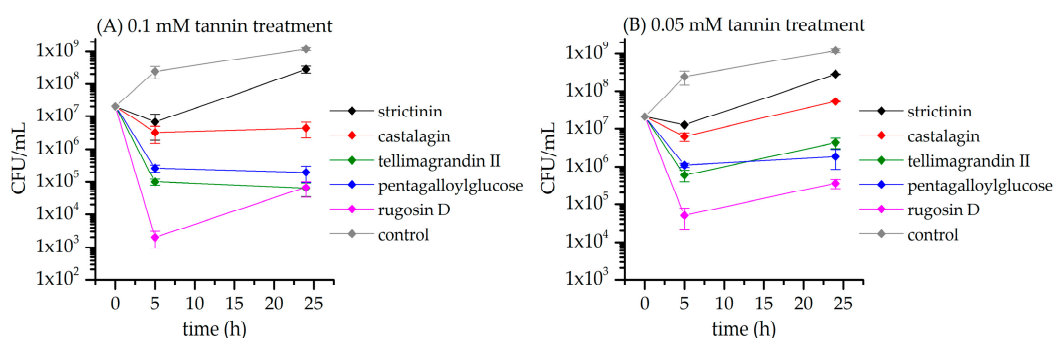 (A) 0.1 mM tannin treatment
1x10⁹
1x10⁸
1x10⁷
1x10⁶
1x10⁵
1x10⁴
1x10³
1x10²
CFU/mL
0 5 10 15 20 25
time (h)
strictinin
castalagin
tellimagrandin II
pentagalloylglucose
rugosin D
control
(B) 0.05 mM tannin treatment
1x10⁹
1x10⁸
1x10⁷
1x10⁶
1x10⁵
1x10⁴
1x10³
CFU/mL
0 5 10 15 20 25
time (h)
strictinin
castalagin
tellimagrandin II
pentagalloylglucose
rugosin D
control